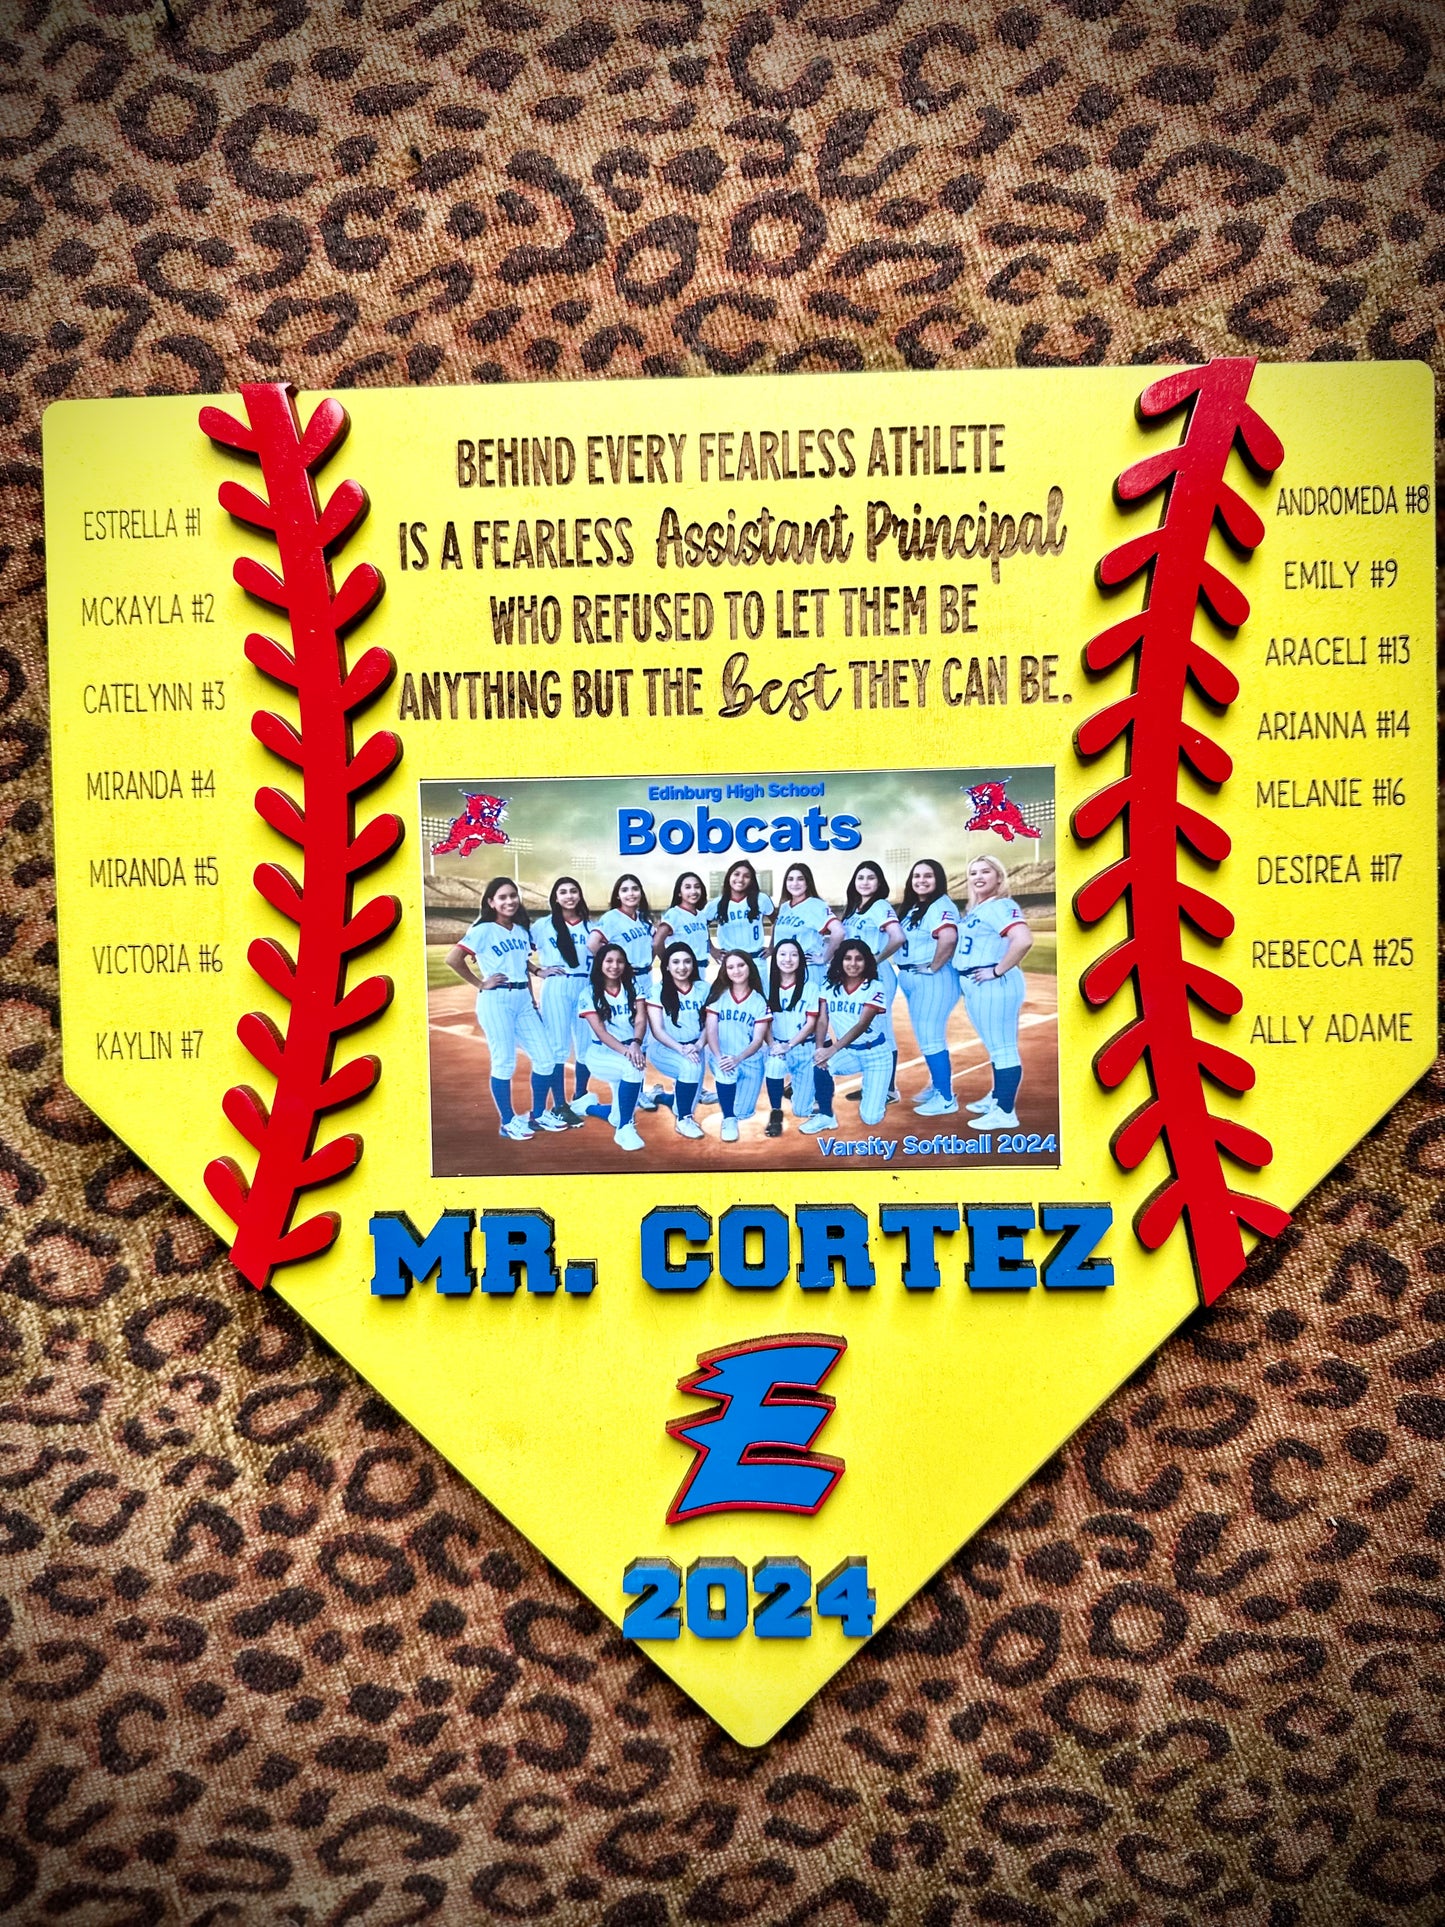 BEHIND EVERY FEARLESS ATHLETE
IS A FEARLESS Assistant Principal
WHO REFUSED TO LET THEM BE
ANYTHING BUT THE best THEY CAN BE.
ESTRELLA #1
MCKAYLA #2
CATELYNN #3
MIRANDA #4
MIRANDA #5
VICTORIA #6
KAYLIN #7
ANDROMEDA #8
EMILY #9
ARACELI #13
ARIANNA #14
MELANIE #16
DESIREA #17
REBECCA #25
ALLY ADAME
Edinburg High School
Bobcats
Varsity Softball 2024
MR. CORTEZ
E
2024